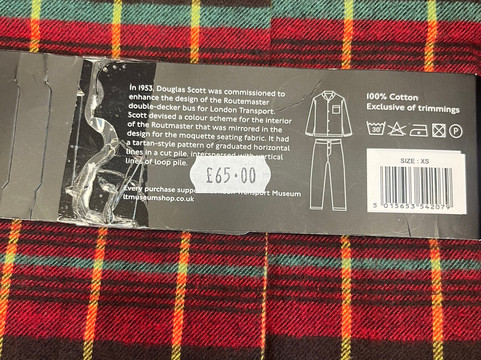 In 1953, Douglas Scott was commissioned to
enhance the design of the Routemaster
double-decker bus for London Transport.
Scott devised a colour scheme for the interior
of the Routmaster that was mirrored in the
design for the moquette seating fabric. It had
a tartan-style pattern of graduated horizontal
lines in a cut pile, interspersed with vertical
lines of loop pile.
£65.00
Every purchase supp Transport Museum
ltmuseumshop.co.uk
100% Cotton
Exclusive of trimmings
30
P
SIZE : XS
5 015653 542079